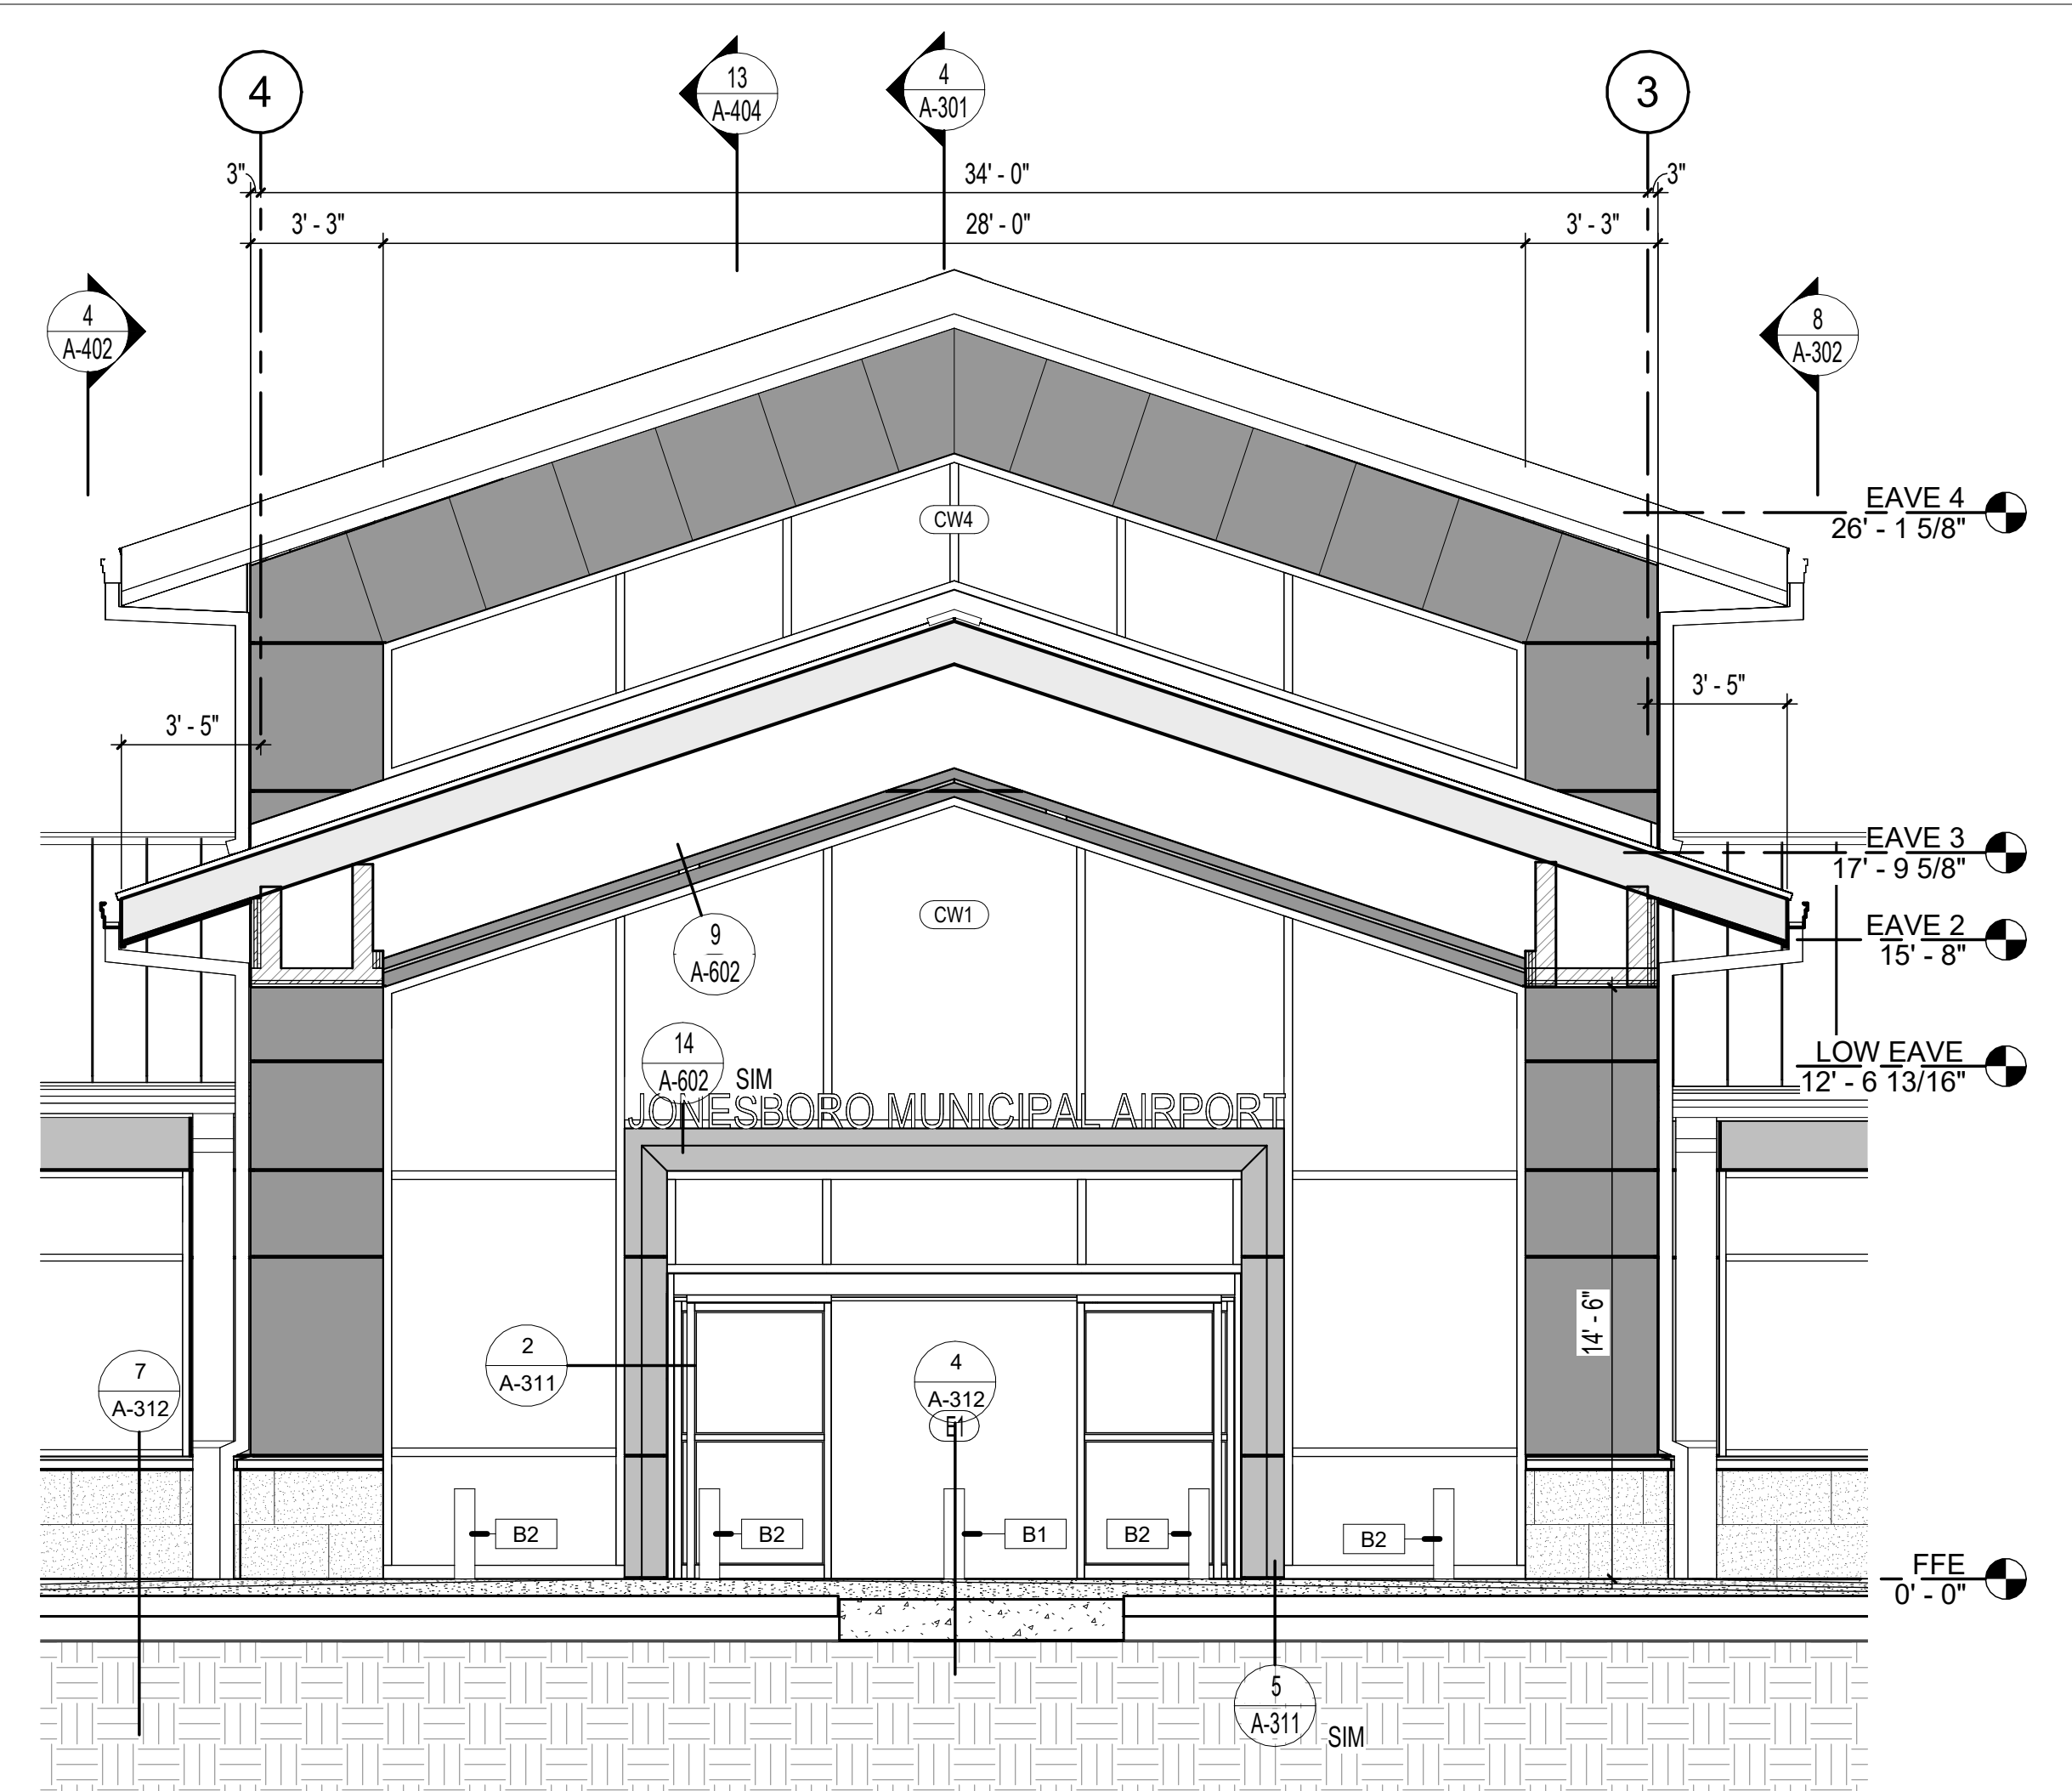 4
13
A-404
4
A-301
3
3"
34' - 0"
3"
3' - 3"
28' - 0"
3' - 3"
4
A-402
8
A-302
EAVE 4
26' - 1 5/8"
CW4
3' - 5"
3' - 5"
EAVE 3
17' - 9 5/8"
CW1
9
A-602
EAVE 2
15' - 8"
14
A-602
SIM
LOW EAVE
12' - 6 13/16"
JONESBORO MUNICIPAL AIRPORT
14' - 6"
2
A-311
4
A-312
E1
7
A-312
B2
B2
B1
B2
B2
FFE
0' - 0"
5
A-311
SIM